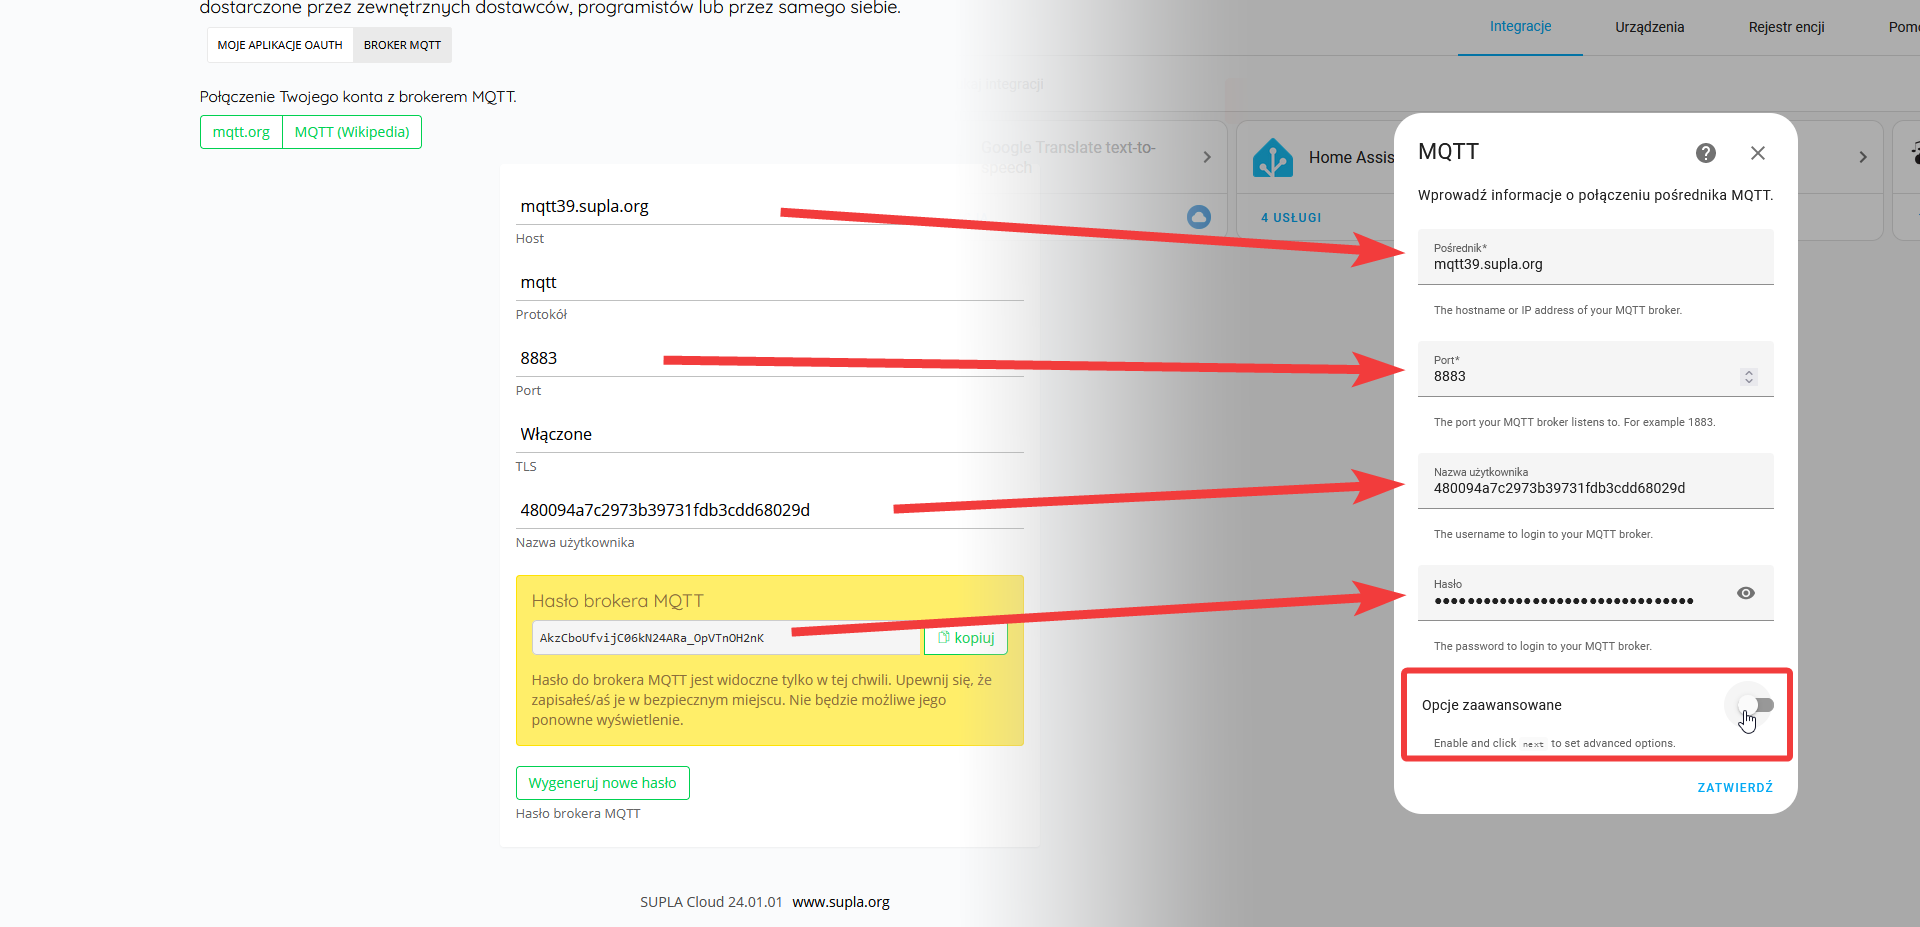 dostarczone przez zewnętrznych dostawców, programistów lub przez samego siebie.
MOJE APLIKACJE OAUTH
BROKER MQTT
Połączenie Twojego konta z brokerem MQTT.
mqtt.org
MQTT (Wikipedia)
mqtt39.supla.org
Host
mqtt
Protokół
8883
Port
Włączone
TLS
480094a7c2973b39731fdb3cdd68029d
Nazwa użytkownika
Hasło brokera MQTT
AkzCboUfvijC06kN24ARa_OpVTnOH2nK
kopiuj
Hasło do brokera MQTT jest widoczne tylko w tej chwili. Upewnij się, że
zapisałeś/aś je w bezpiecznym miejscu. Nie będzie możliwe jego
ponowne wyświetlenie.
Wygeneruj nowe hasło
Hasło brokera MQTT
SUPLA Cloud 24.01.01 www.supla.org
Integracje
Urządzenia
Rejestr encji
Pomo
integracji
Google Translate text-to-
speech
Home Assis
4 USŁUGI
MQTT
Wprowadź informacje o połączeniu pośrednika MQTT.
Pośrednik*
mqtt39.supla.org
The hostname or IP address of your MQTT broker.
Port*
8883
The port your MQTT broker listens to. For example 1883.
Nazwa użytkownika
480094a7c2973b39731fdb3cdd68029d
The username to login to your MQTT broker.
Hasło
••••••••••••••••••••••••••••••••
The password to login to your MQTT broker.
Opcje zaawansowane
Enable and click next to set advanced options.
ZATWIERDŹ